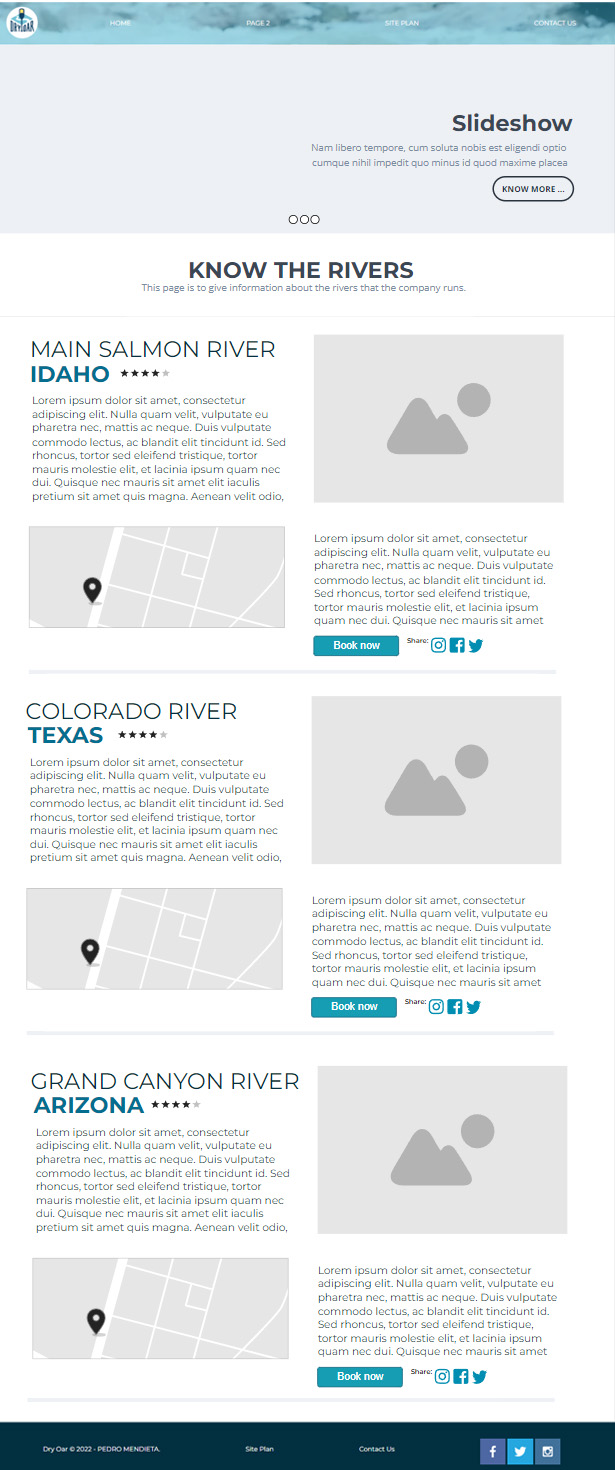 DRY OAR
HOME
PAGE 2
SITE PLAN
CONTACT US
Slideshow
Nam libero tempore, cum soluta nobis est eligendi optio
cumque nihil impedit quo minus id quod maxime placea
KNOW MORE ...
KNOW THE RIVERS
This page is to give information about the rivers that the company runs.
MAIN SALMON RIVER
IDAHO
Lorem ipsum dolor sit amet, consectetur
adipiscing elit. Nulla quam velit, vulputate eu
pharetra nec, mattis ac neque. Duis vulputate
commodo lectus, ac blandit elit tincidunt id. Sed
rhoncus, tortor sed eleifend tristique, tortor
mauris molestie elit, et lacinia ipsum quam nec
dui. Quisque nec mauris sit amet elit iaculis
pretium sit amet quis magna. Aenean velit odio,
Lorem ipsum dolor sit amet, consectetur
adipiscing elit. Nulla quam velit, vulputate eu
pharetra nec, mattis ac neque. Duis vulputate
commodo lectus, ac blandit elit tincidunt id.
Sed rhoncus, tortor sed eleifend tristique,
tortor mauris molestie elit, et lacinia ipsum
quam nec dui. Quisque nec mauris sit amet
Book now
Share:
COLORADO RIVER
TEXAS
Lorem ipsum dolor sit amet, consectetur
adipiscing elit. Nulla quam velit, vulputate eu
pharetra nec, mattis ac neque. Duis vulputate
commodo lectus, ac blandit elit tincidunt id. Sed
rhoncus, tortor sed eleifend tristique, tortor
mauris molestie elit, et lacinia ipsum quam nec
dui. Quisque nec mauris sit amet elit iaculis
pretium sit amet quis magna. Aenean velit odio,
Lorem ipsum dolor sit amet, consectetur
adipiscing elit. Nulla quam velit, vulputate eu
pharetra nec, mattis ac neque. Duis vulputate
commodo lectus, ac blandit elit tincidunt id.
Sed rhoncus, tortor sed eleifend tristique,
tortor mauris molestie elit, et lacinia ipsum
quam nec dui. Quisque nec mauris sit amet
Book now
Share:
GRAND CANYON RIVER
ARIZONA
Lorem ipsum dolor sit amet, consectetur
adipiscing elit. Nulla quam velit, vulputate eu
pharetra nec, mattis ac neque. Duis vulputate
commodo lectus, ac blandit elit tincidunt id. Sed
rhoncus, tortor sed eleifend tristique, tortor
mauris molestie elit, et lacinia ipsum quam nec
dui. Quisque nec mauris sit amet elit iaculis
pretium sit amet quis magna. Aenean velit odio,
Lorem ipsum dolor sit amet, consectetur
adipiscing elit. Nulla quam velit, vulputate eu
pharetra nec, mattis ac neque. Duis vulputate
commodo lectus, ac blandit elit tincidunt id.
Sed rhoncus, tortor sed eleifend tristique,
tortor mauris molestie elit, et lacinia ipsum
quam nec dui. Quisque nec mauris sit amet
Book now
Share:
Dry Oar © 2022 - PEDRO MENDIETA.
Site Plan
Contact Us